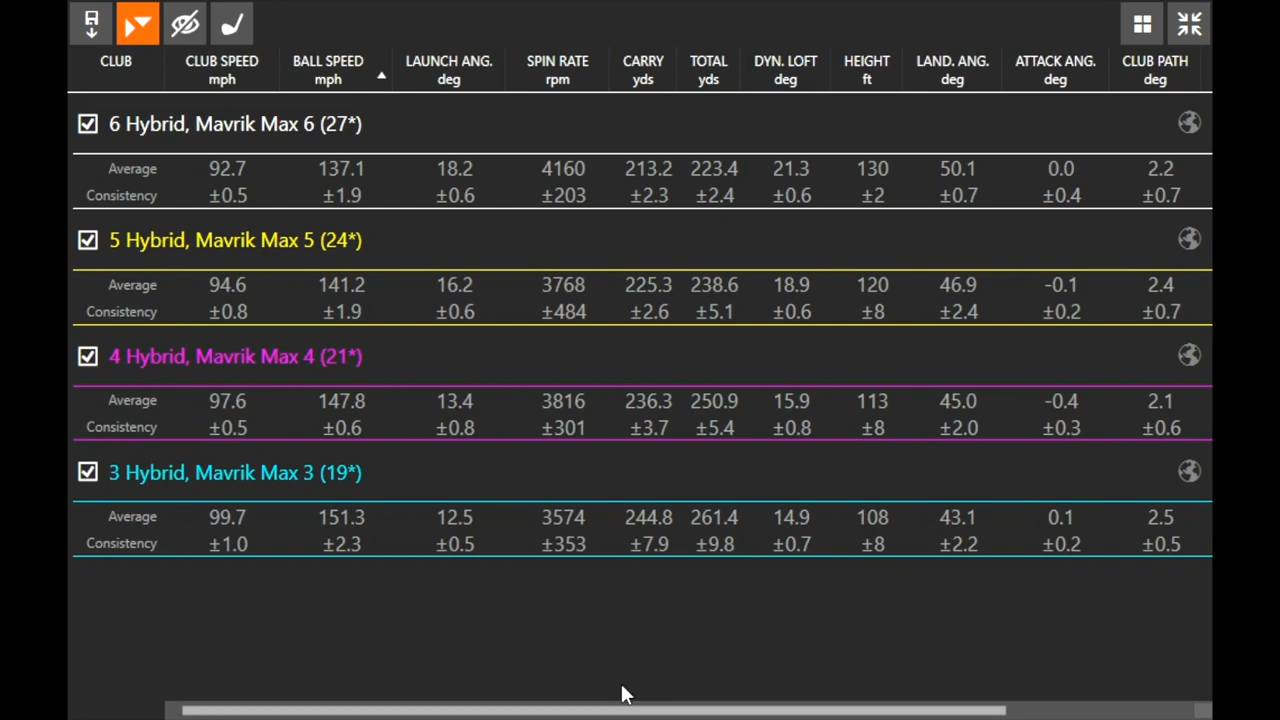 CLUB CLUB SPEED BALL SPEED LAUNCH ANG. SPIN RATE CARRY TOTAL DYN. LOFT HEIGHT LAND. ANG. ATTACK ANG. CLUB PATH
mph mph deg rpm yds yds deg ft deg deg deg
6 Hybrid, Mavrik Max 6 (27*)
Average 92.7 137.1 18.2 4160 213.2 223.4 21.3 130 50.1 0.0 2.2
Consistency ±0.5 ±1.9 ±0.6 ±203 ±2.3 ±2.4 ±0.6 ±2 ±0.7 ±0.4 ±0.7
5 Hybrid, Mavrik Max 5 (24*)
Average 94.6 141.2 16.2 3768 225.3 238.6 18.9 120 46.9 -0.1 2.4
Consistency ±0.8 ±1.9 ±0.6 ±484 ±2.6 ±5.1 ±0.6 ±8 ±2.4 ±0.2 ±0.7
4 Hybrid, Mavrik Max 4 (21*)
Average 97.6 147.8 13.4 3816 236.3 250.9 15.9 113 45.0 -0.4 2.1
Consistency ±0.5 ±0.6 ±0.8 ±301 ±3.7 ±5.4 ±0.8 ±8 ±2.0 ±0.3 ±0.6
3 Hybrid, Mavrik Max 3 (19*)
Average 99.7 151.3 12.5 3574 244.8 261.4 14.9 108 43.1 0.1 2.5
Consistency ±1.0 ±2.3 ±0.5 ±353 ±7.9 ±9.8 ±0.7 ±8 ±2.2 ±0.2 ±0.5